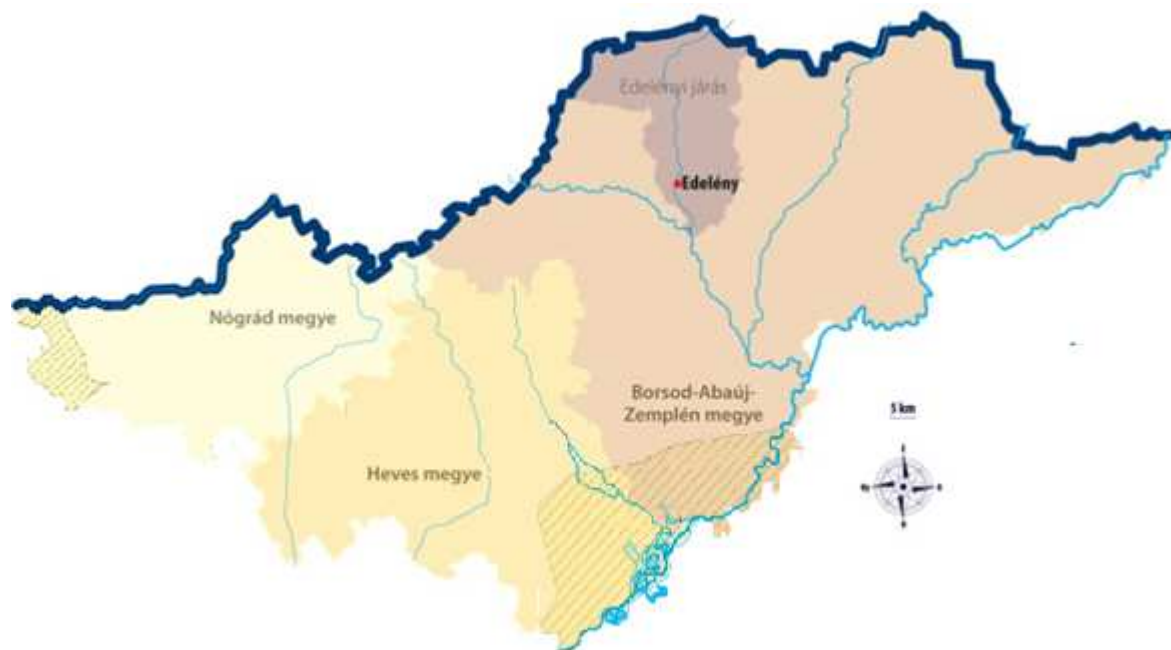 Edelényi járás
Edelény
Nógrád megye
Borsod-Abaúj-
Zemplén megye
5 km
Heves megye